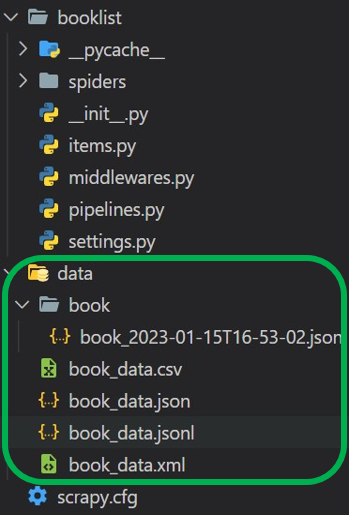 booklist
__pycache__
spiders
__init__.py
items.py
middlewares.py
pipelines.py
settings.py
data
book
book_2023-01-15T16-53-02.json
book_data.csv
book_data.json
book_data.jsonl
book_data.xml
scrapy.cfg